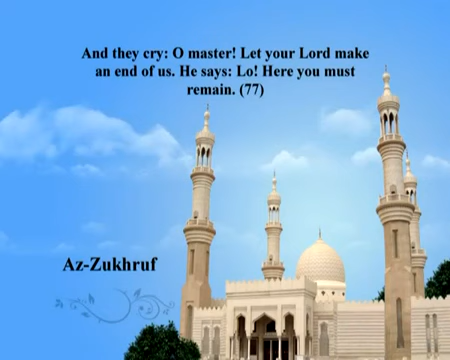 And they cry: O master! Let your Lord make
an end of us. He says: Lo! Here you must
remain. (77)
Az-Zukhruf